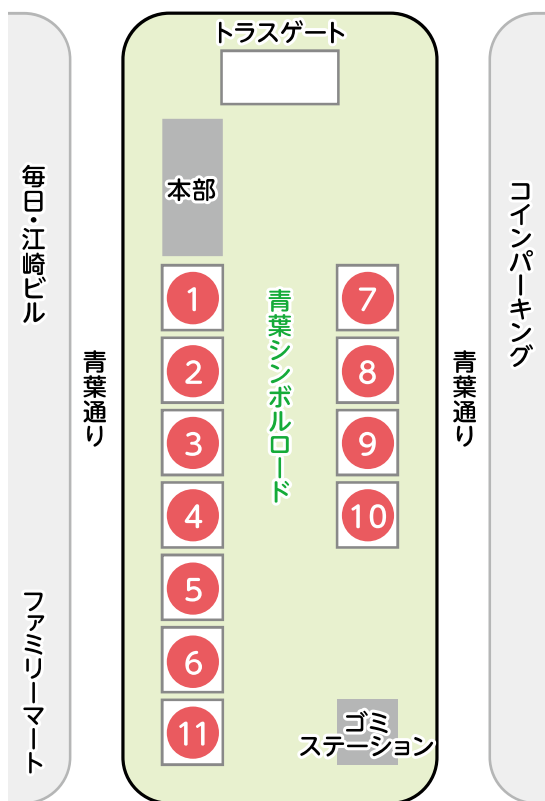 トラスゲート
本部
毎日・江崎ビル
コインパーキング
青葉シンボルロード
青葉通り
青葉通り
1
2
3
4
5
6
11
7
8
9
10
ファミリーマート
ゴミ
ステーション